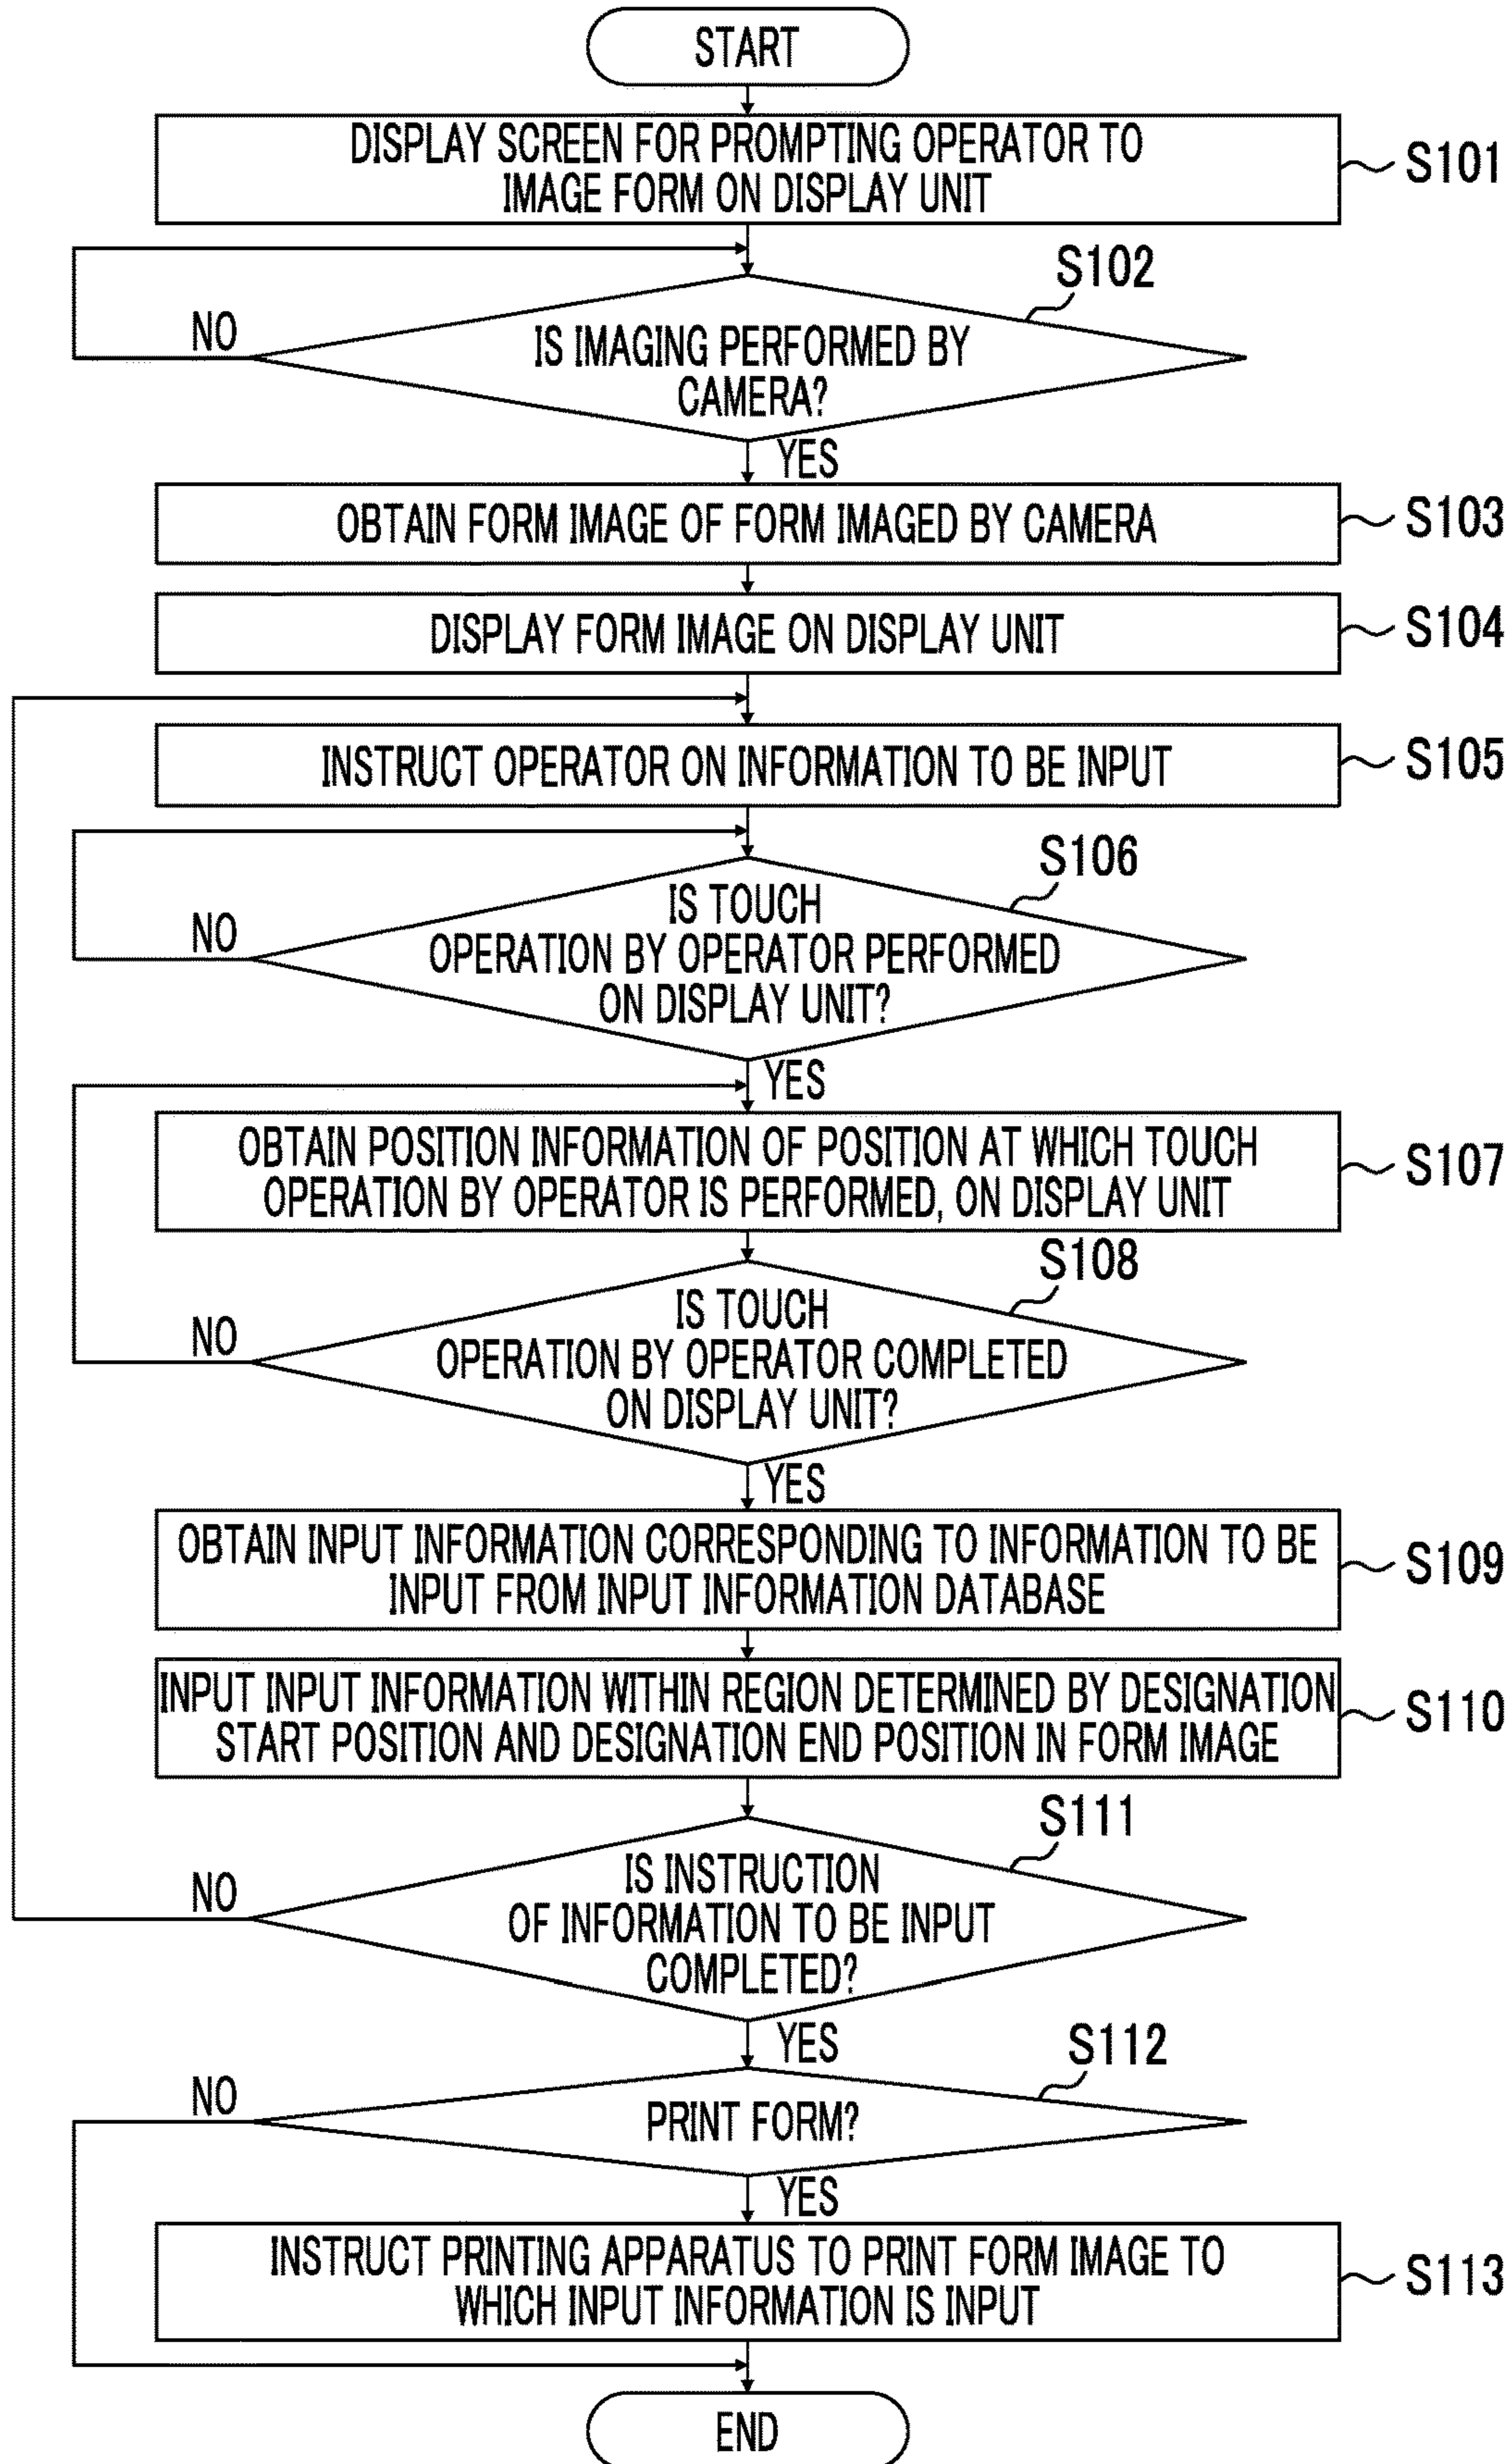 START
DISPLAY SCREEN FOR PROMPTING OPERATOR TO
IMAGE FORM ON DISPLAY UNIT
S101
S102
NO
IS IMAGING PERFORMED BY
CAMERA?
YES
OBTAIN FORM IMAGE OF FORM IMAGED BY CAMERA
S103
DISPLAY FORM IMAGE ON DISPLAY UNIT
S104
INSTRUCT OPERATOR ON INFORMATION TO BE INPUT
S105
S106
NO
IS TOUCH
OPERATION BY OPERATOR PERFORMED
ON DISPLAY UNIT?
YES
OBTAIN POSITION INFORMATION OF POSITION AT WHICH TOUCH
OPERATION BY OPERATOR IS PERFORMED, ON DISPLAY UNIT
S107
S108
NO
IS TOUCH
OPERATION BY OPERATOR COMPLETED
ON DISPLAY UNIT?
YES
OBTAIN INPUT INFORMATION CORRESPONDING TO INFORMATION TO BE
INPUT FROM INPUT INFORMATION DATABASE
S109
INPUT INPUT INFORMATION WITHIN REGION DETERMINED BY DESIGNATION
START POSITION AND DESIGNATION END POSITION IN FORM IMAGE
S110
S111
NO
IS INSTRUCTION
OF INFORMATION TO BE INPUT
COMPLETED?
YES
S112
NO
PRINT FORM?
YES
INSTRUCT PRINTING APPARATUS TO PRINT FORM IMAGE TO
WHICH INPUT INFORMATION IS INPUT
S113
END